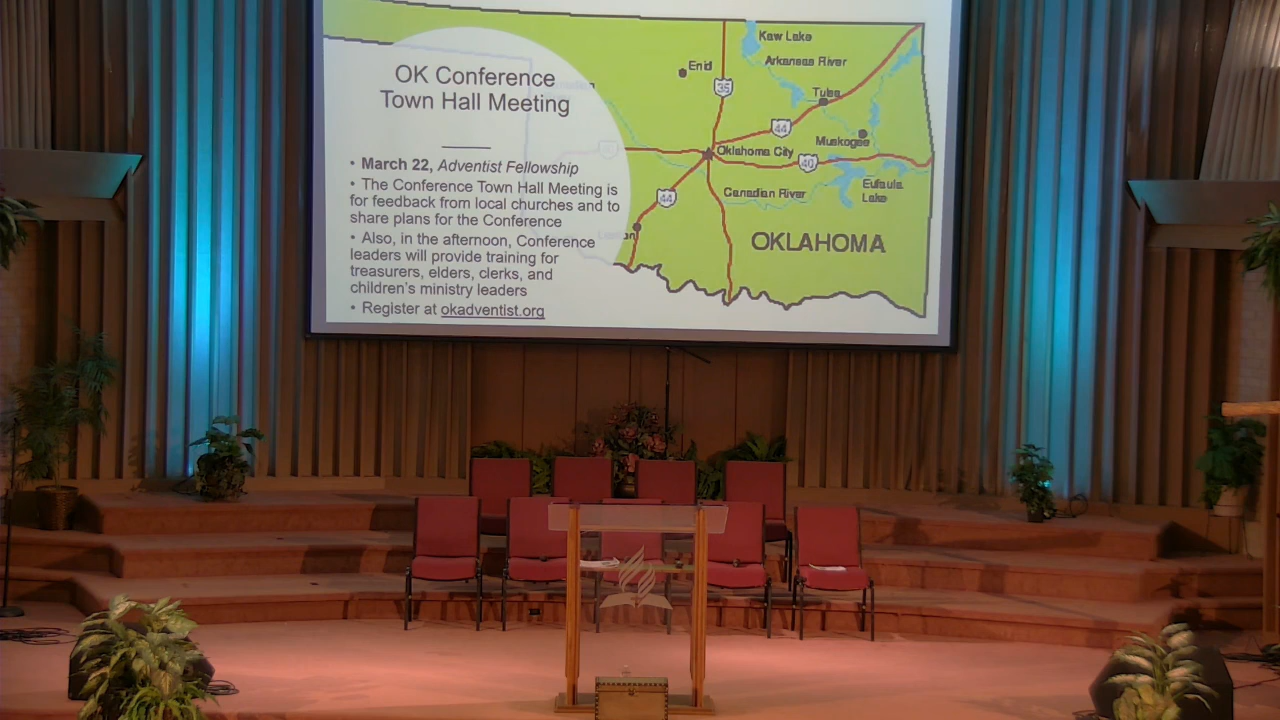 OK Conference
Town Hall Meeting
• March 22, Adventist Fellowship
• The Conference Town Hall Meeting is
for feedback from local churches and to
share plans for the Conference
• Also, in the afternoon, Conference
leaders will provide training for
treasurers, elders, clerks, and
children's ministry leaders
• Register at okadventist.org
Kaw Lake
Enid
Arkansas River
35
Tulsa
44
Muskogee
Oklahoma City
40
44
Canadian River
Eufaula
Lake
OKLAHOMA